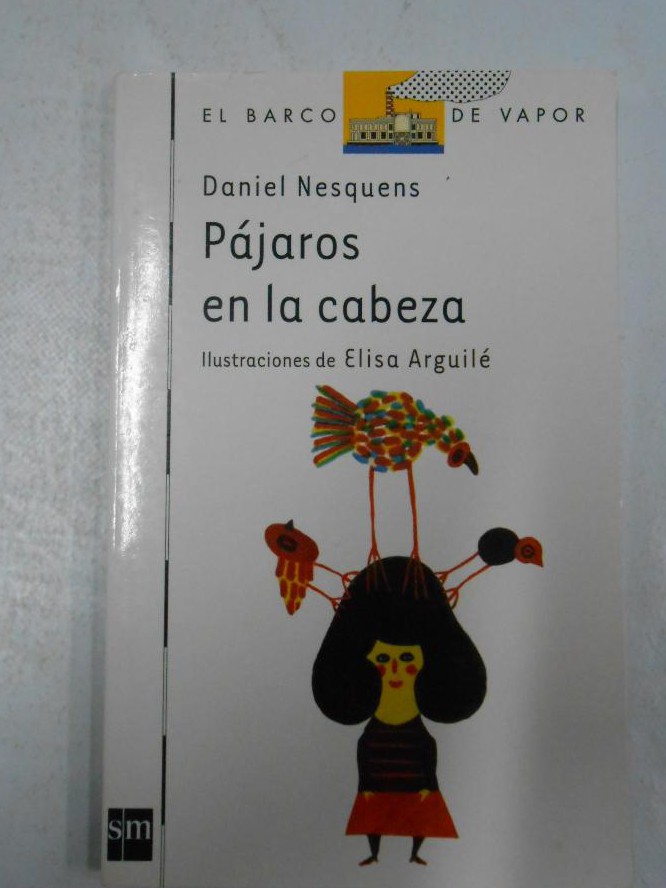 EL BARCO DE VAPOR
Daniel Nesquens
Pájaros
en la cabeza
Ilustraciones de Elisa Arguilé
sm